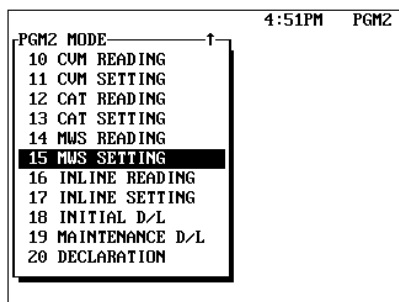 4:51PM PGM2
PGM2 MODE ↑
10 CVM READING
11 CVM SETTING
12 CAT READING
13 CAT SETTING
14 MWS READING
15 MWS SETTING
16 INLINE READING
17 INLINE SETTING
18 INITIAL D/L
19 MAINTENANCE D/L
20 DECLARATION